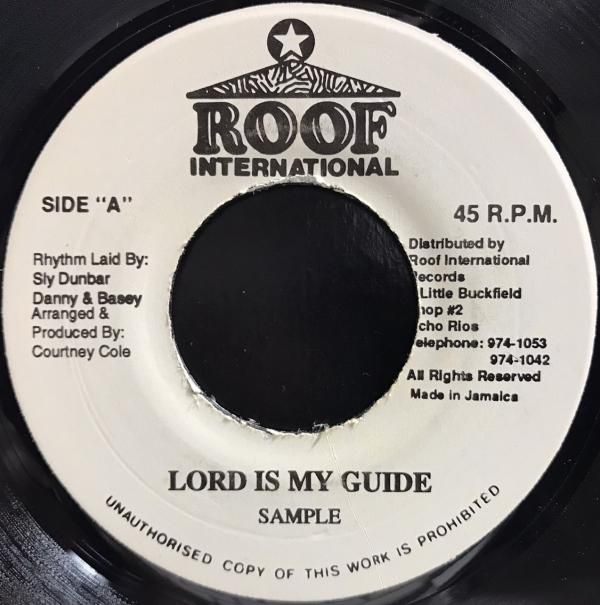 ROOF
INTERNATIONAL
SIDE "A"
45 R.P.M.
Rhythm Laid By:
Sly Dunbar
Danny & Basey
Arranged &
Produced By:
Courtney Cole
Distributed by
Roof International
ecords
Little Buckfield
hop #2
cho Rios
elephone: 974-1053
974-1042
All Rights Reserved
Made in Jamaica
LORD IS MY GUIDE
SAMPLE
UNAUTHORISED COPY OF THIS WORK IS PROHIBITED